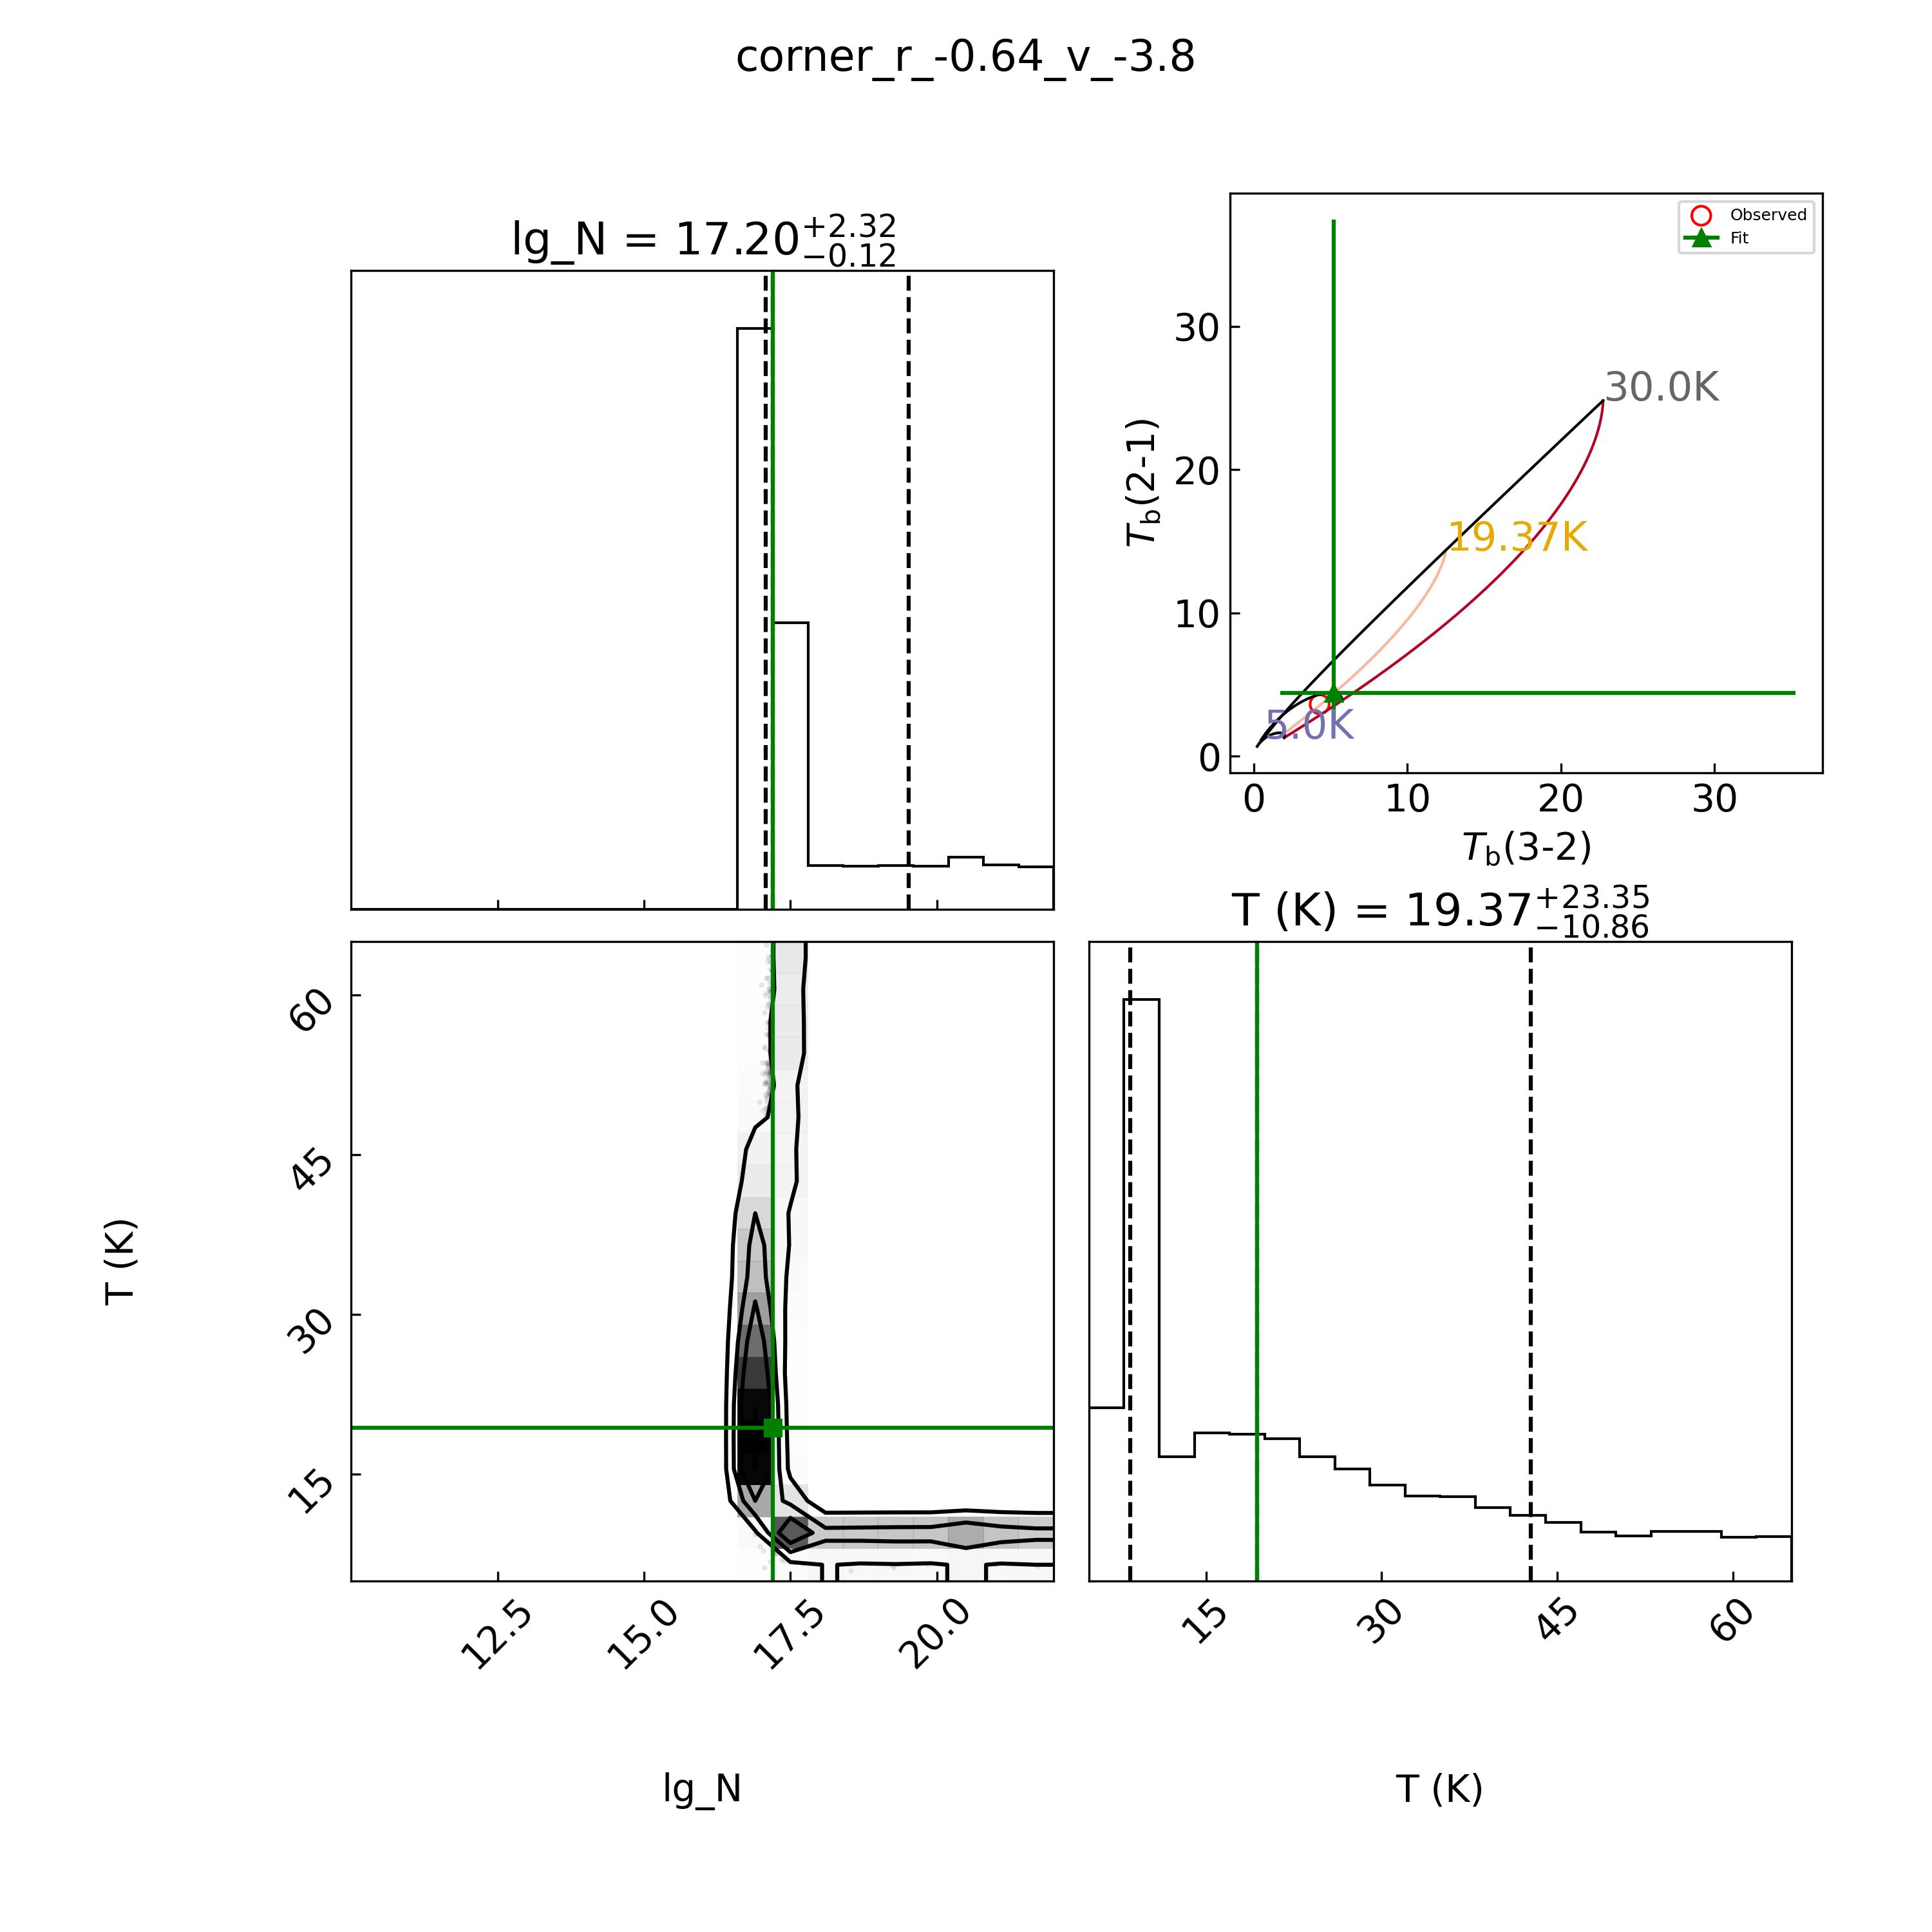 corner_r_-0.64_v_-3.8
lg_N = 17.20+2.32−0.12
Observed
Fit
30
20
10
0
Tb(2-1)
30.0K
19.37K
5.0K
0 10 20 30
Tb(3-2)
T (K) = 19.37+23.35−10.86
60
45
30
15
T (K)
12.5 15.0 17.5 20.0
lg_N
15 30 45 60
T (K)